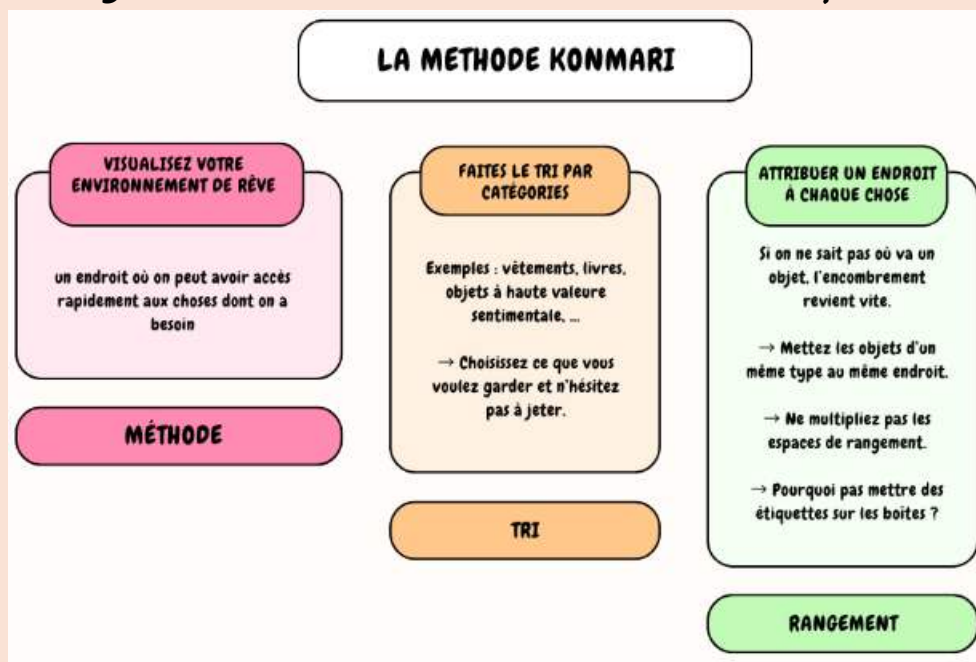 LA METHODE KONMARI
VISUALISEZ VOTRE
ENVIRONNEMENT DE RÊVE
un endroit où on peut avoir accès
rapidement aux choses dont on a
besoin
MÉTHODE
FAITES LE TRI PAR
CATÉGORIES
Exemples : vêtements, livres,
objets à haute valeure
sentimentale, ...
→ Choisissez ce que vous
voulez garder et n'hésitez
pas à jeter.
TRI
ATTRIBUER UN ENDROIT
À CHAQUE CHOSE
Si on ne sait pas où va un
objet, l'encombrement
revient vite.
→ Mettez les objets d'un
même type au même endroit.
→ Ne multipliez pas les
espaces de rangement.
→ Pourquoi pas mettre des
étiquettes sur les boîtes ?
RANGEMENT